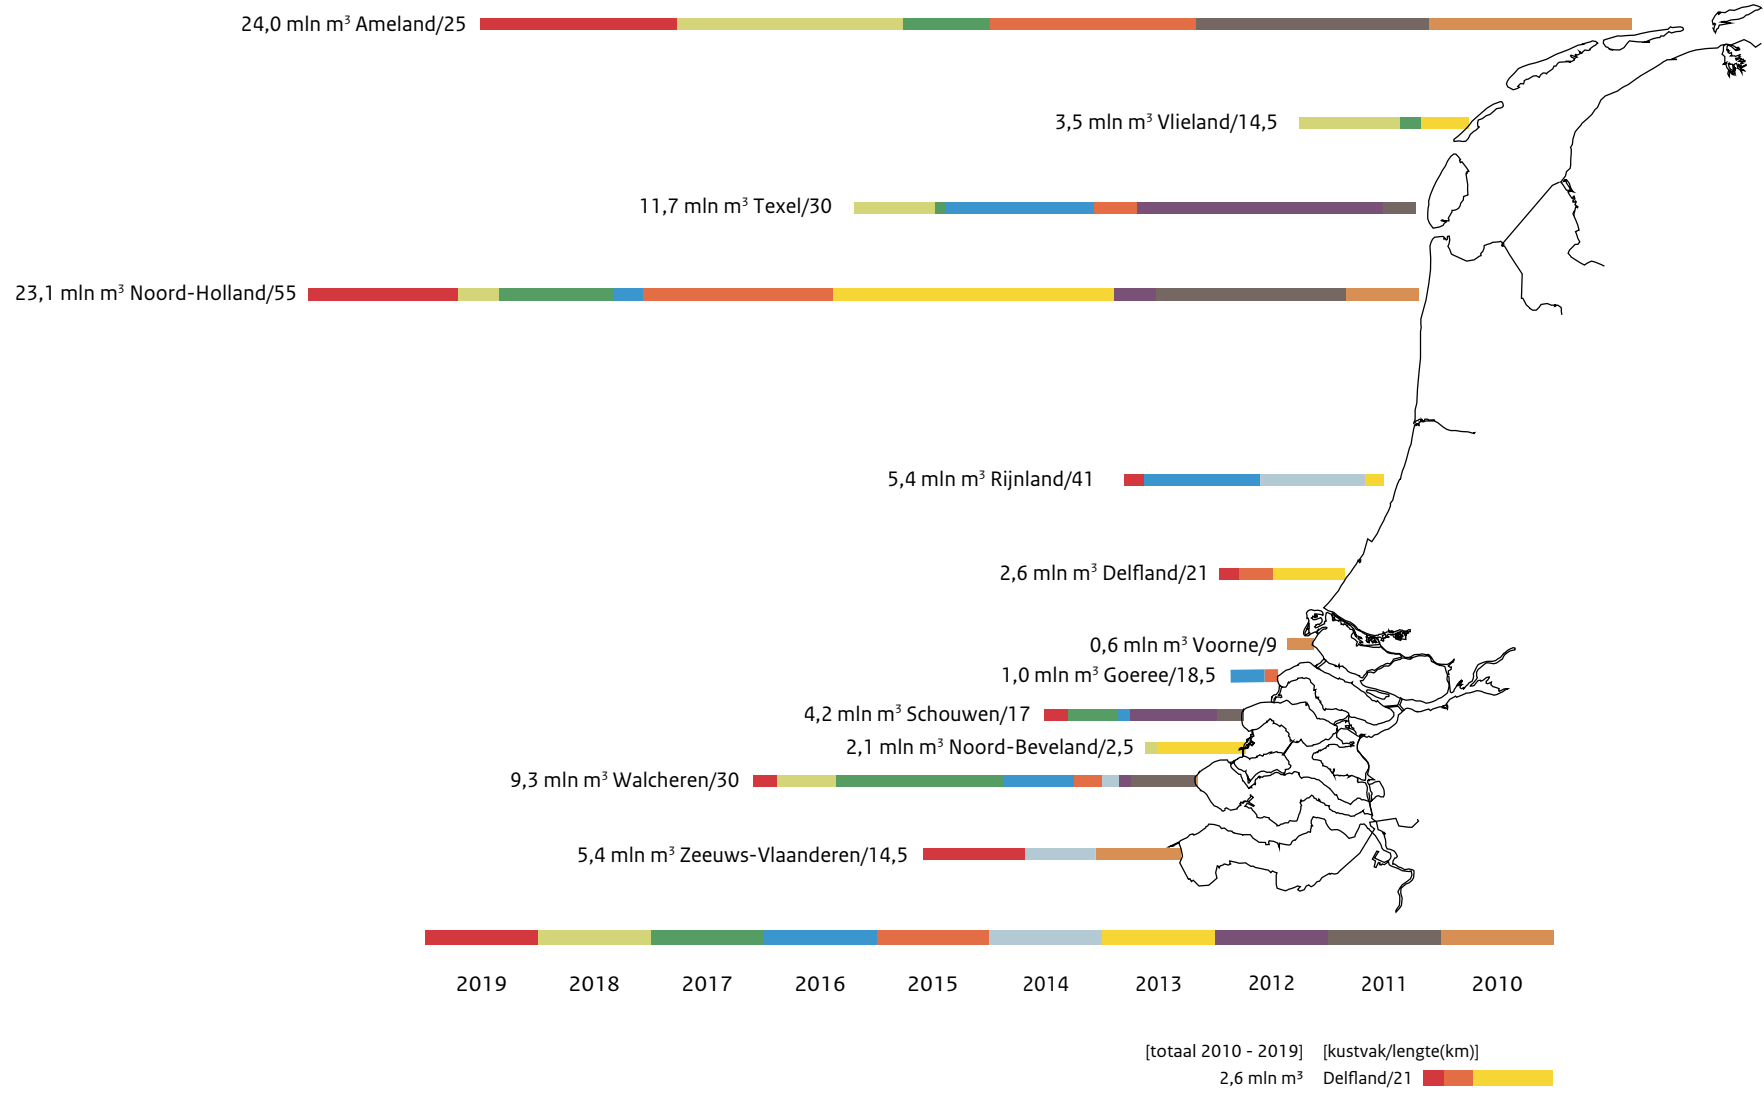 24,0 mln m³ Ameland/25
3,5 mln m³ Vlieland/14,5
11,7 mln m³ Texel/30
23,1 mln m³ Noord-Holland/55
5,4 mln m³ Rijnland/41
2,6 mln m³ Delfland/21
0,6 mln m³ Voorne/9
1,0 mln m³ Goeree/18,5
4,2 mln m³ Schouwen/17
2,1 mln m³ Noord-Beveland/2,5
9,3 mln m³ Walcheren/30
5,4 mln m³ Zeeuws-Vlaanderen/14,5
2019 2018 2017 2016 2015 2014 2013 2012 2011 2010
[totaal 2010 - 2019] [kustvak/lengte(km)]
2,6 mln m³ Delfland/21